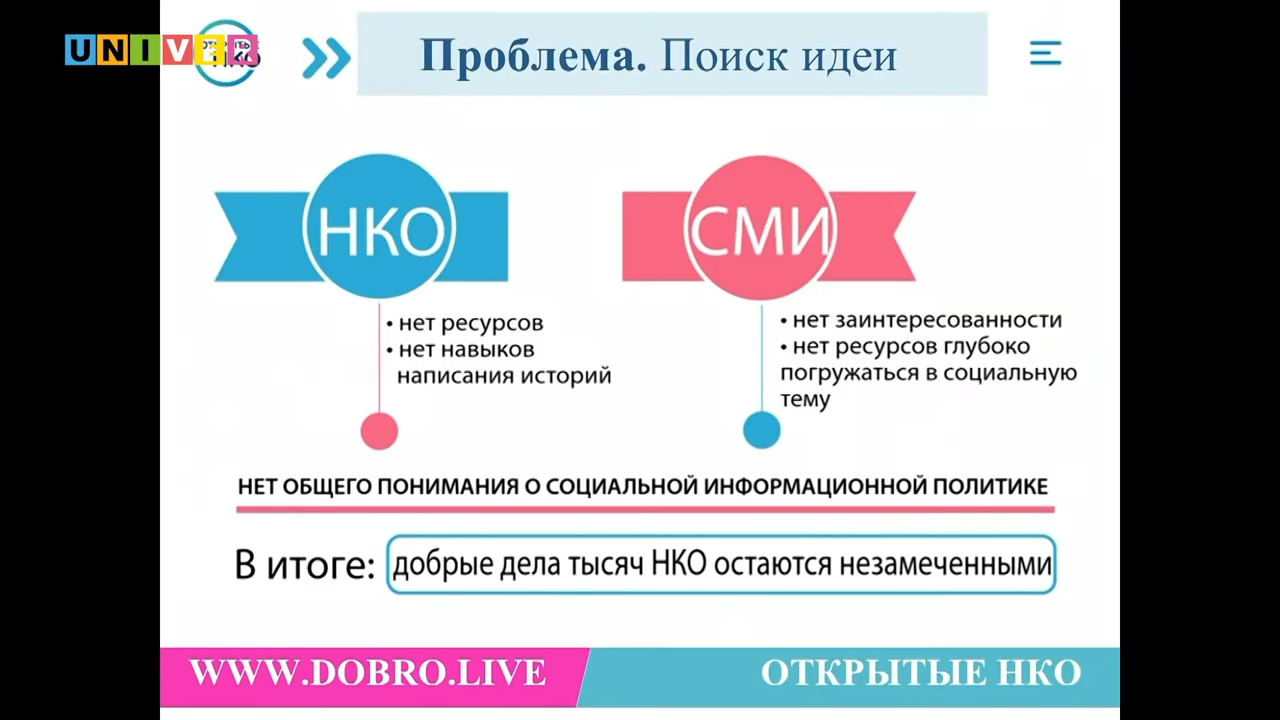 UNIVER
НКО
Проблема. Поиск идеи
НКО
СМИ
• нет ресурсов
• нет навыков
написания историй
• нет заинтересованности
• нет ресурсов глубоко
погружаться в социальную
тему
НЕТ ОБЩЕГО ПОНИМАНИЯ О СОЦИАЛЬНОЙ ИНФОРМАЦИОННОЙ ПОЛИТИКЕ
В итоге: добрые дела тысяч НКО остаются незамеченными
WWW.DOBRO.LIVE
ОТКРЫТЫЕ НКО